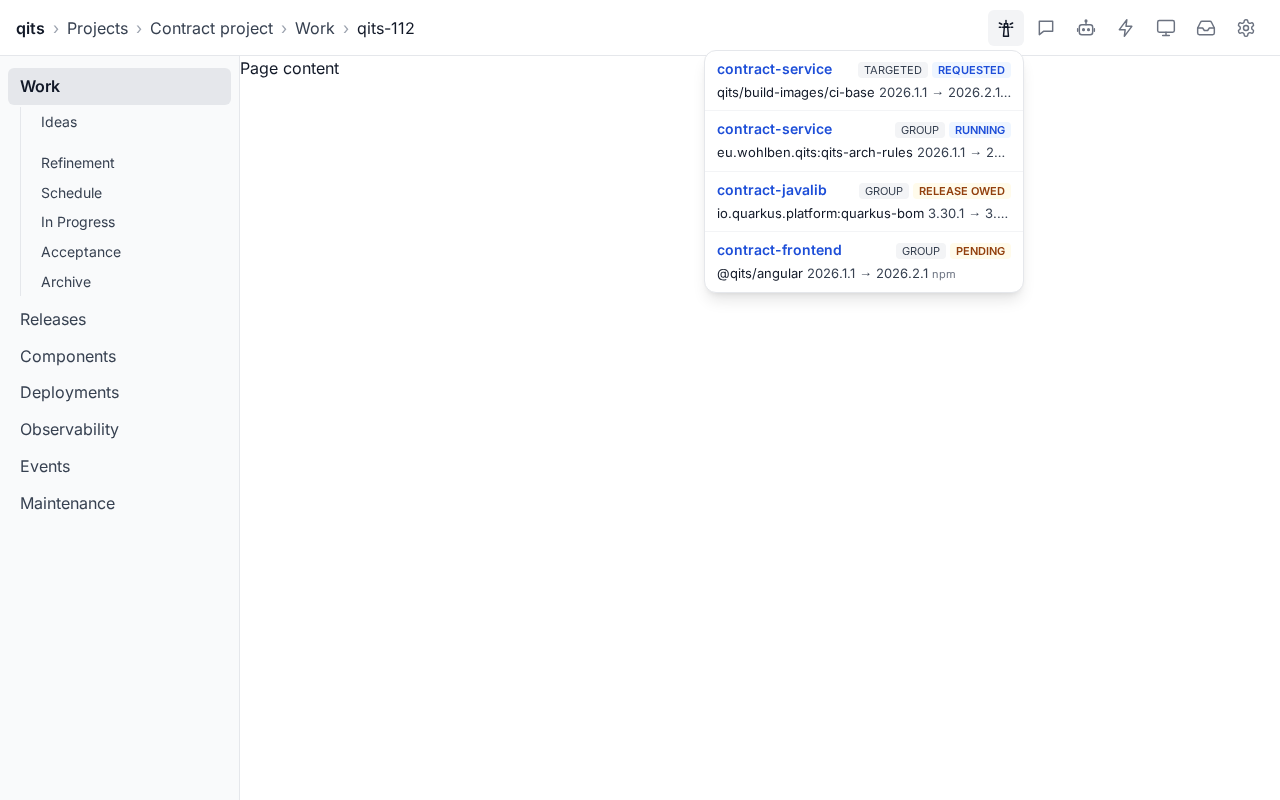 qits › Projects › Contract project › Work › qits-112
Work
Ideas
Refinement
Schedule
In Progress
Acceptance
Archive
Releases
Components
Deployments
Observability
Events
Maintenance
Page content
contract-service TARGETED REQUESTED
qits/build-images/ci-base 2026.1.1 → 2026.2.1...
contract-service GROUP RUNNING
eu.wohlben.qits:qits-arch-rules 2026.1.1 → 2...
contract-javalib GROUP RELEASE OWED
io.quarkus.platform:quarkus-bom 3.30.1 → 3....
contract-frontend GROUP PENDING
@qits/angular 2026.1.1 → 2026.2.1 npm